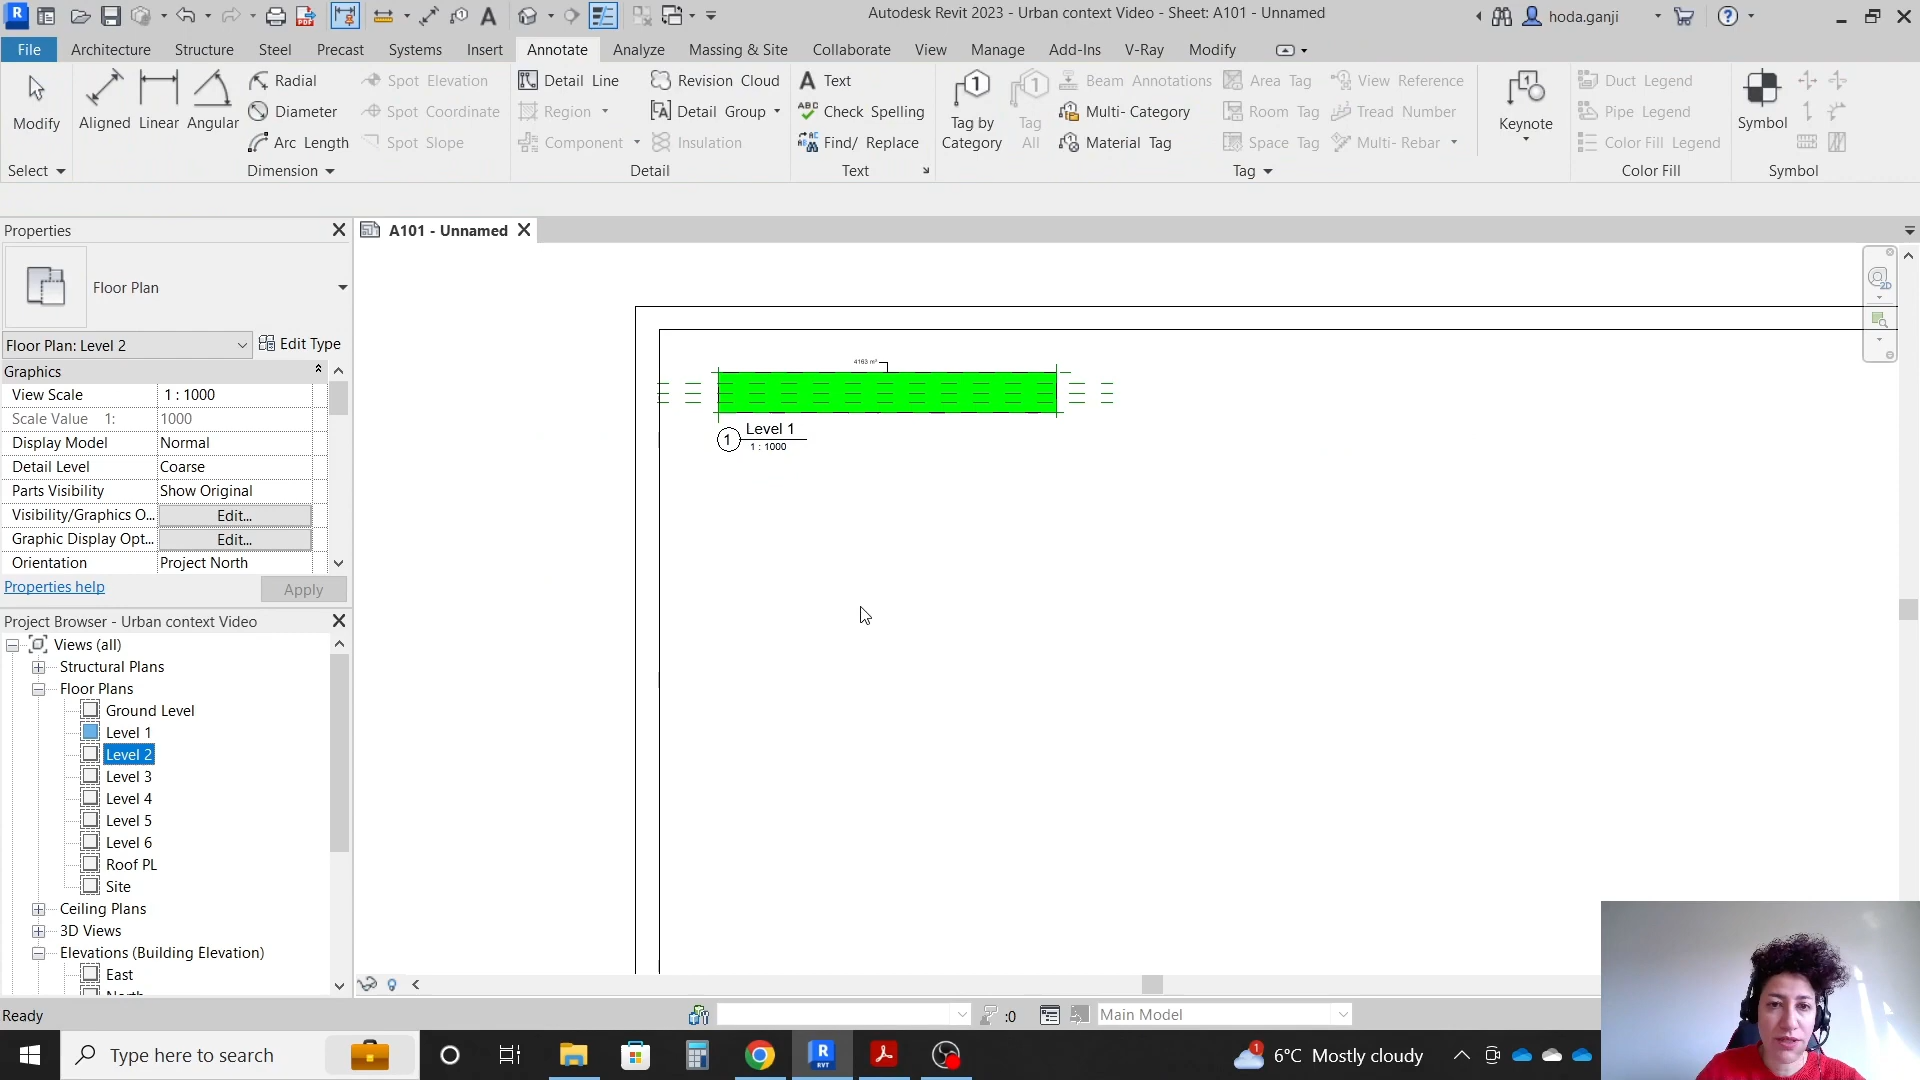 Autodesk Revit 2023 - Urban context Video - Sheet: A101 - Unnamed
hoda.ganji
File Architecture Structure Steel Precast Systems Insert Annotate Analyze Massing & Site Collaborate View Manage Add-Ins V-Ray Modify
Modify
Select
Aligned
Linear
Angular
Radial
Diameter
Arc Length
Spot Elevation
Spot Coordinate
Spot Slope
Dimension
Detail Line
Region
Component
Revision Cloud
Detail Group
Insulation
Detail
Text
Check Spelling
Find/ Replace
Text
Tag by
Category
Tag
All
Beam Annotations
Multi- Category
Material Tag
Area Tag
Room Tag
Space Tag
View Reference
Tread Number
Multi- Rebar
Tag
Keynote
Duct Legend
Pipe Legend
Color Fill Legend
Color Fill
Symbol
Symbol
Properties
A101 - Unnamed
Floor Plan
Floor Plan: Level 2
Edit Type
Graphics
View Scale 1 : 1000
Scale Value 1: 1000
Display Model Normal
Detail Level Coarse
Parts Visibility Show Original
Visibility/Graphics O... Edit...
Graphic Display Opt... Edit...
Orientation Project North
Properties help
Apply
4163 m²
1 Level 1
1 : 1000
2D
Project Browser - Urban context Video
Views (all)
Structural Plans
Floor Plans
Ground Level
Level 1
Level 2
Level 3
Level 4
Level 5
Level 6
Roof PL
Site
Ceiling Plans
3D Views
Elevations (Building Elevation)
East
North
Ready
:0
Main Model
Type here to search
6°C Mostly cloudy